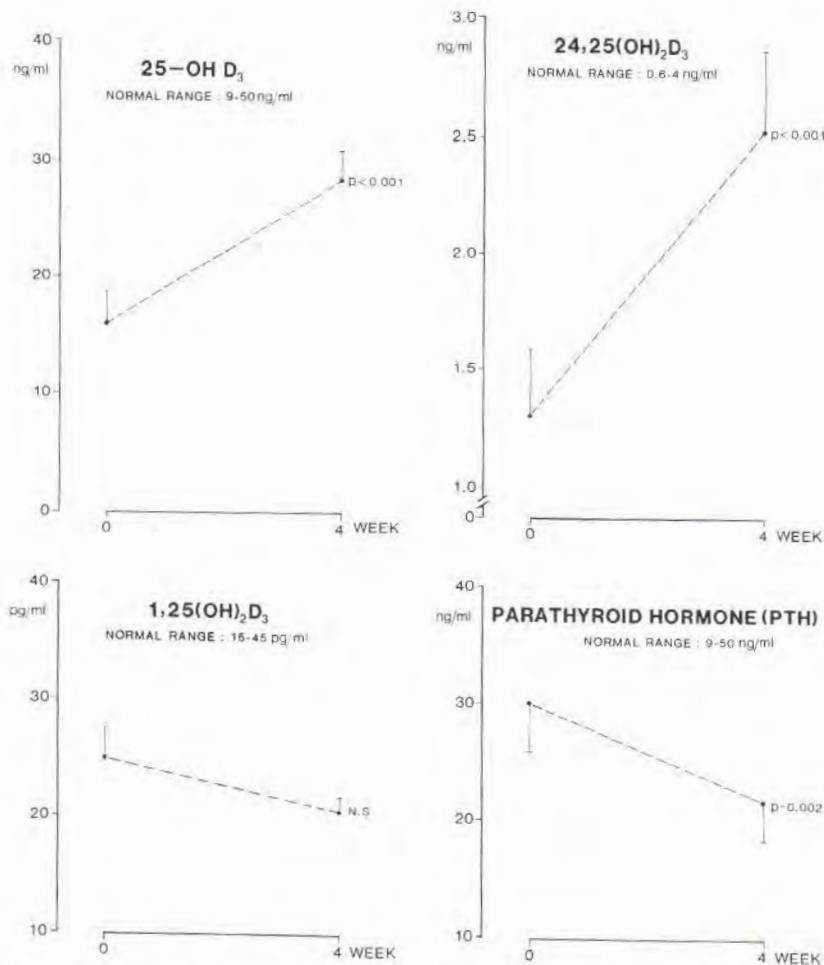 25-OH D₃
NORMAL RANGE : 9-50 ng/ml
ng/ml
40
30
20
10
0
p<0.001
0
4 WEEK
24,25(OH)₂D₃
NORMAL RANGE : 0.6-4 ng/ml
ng/ml
3.0
2.5
2.0
1.5
1.0
0
p<0.001
0
4 WEEK
1,25(OH)₂D₃
NORMAL RANGE : 15-45 pg/ml
pg/ml
40
30
20
10
N.S
0
4 WEEK
PARATHYROID HORMONE (PTH)
NORMAL RANGE : 9-50 ng/ml
ng/ml
40
30
20
10
p=0.002
0
4 WEEK